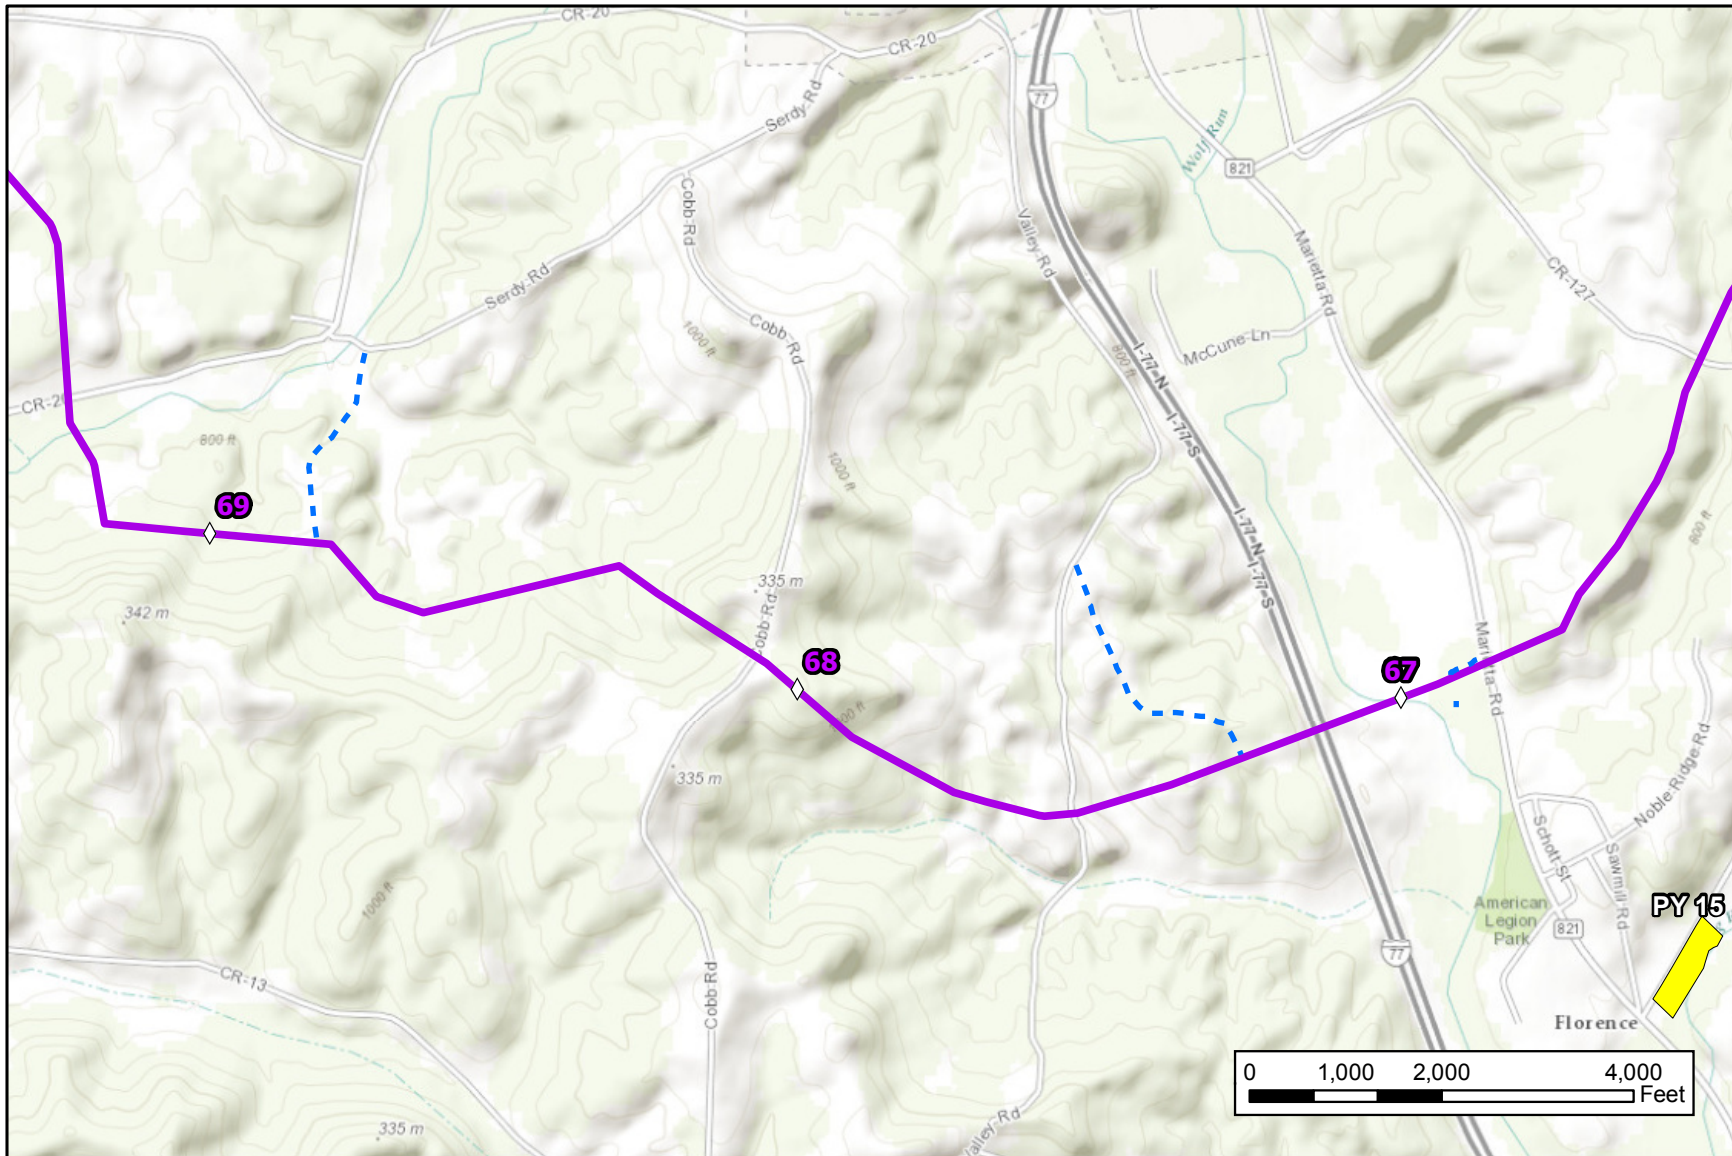 CR-20
CR-20
77
Serdy-Rd
Wolf Run
821
Cobb-Rd
Valley-Rd
Marietta-Rd
CR-127
Serdy-Rd
Cobb-Rd
1000 ft
McCune-Ln
800 ft
I-77-N
I-77-S
CR-20
800 ft
1000 ft
69
I-77-N
I-77-S
800 ft
335 m
342 m
Cobb Rd
68
67
Marietta-Rd
335 m
Noble Ridge Rd
Schott-St
Sawmill-Rd
1000 ft
American
Legion
Park
PY 15
821
77
CR-13
Cobb-Rd
Florence
335 m
Valley-Rd
0 1,000 2,000 4,000
Feet